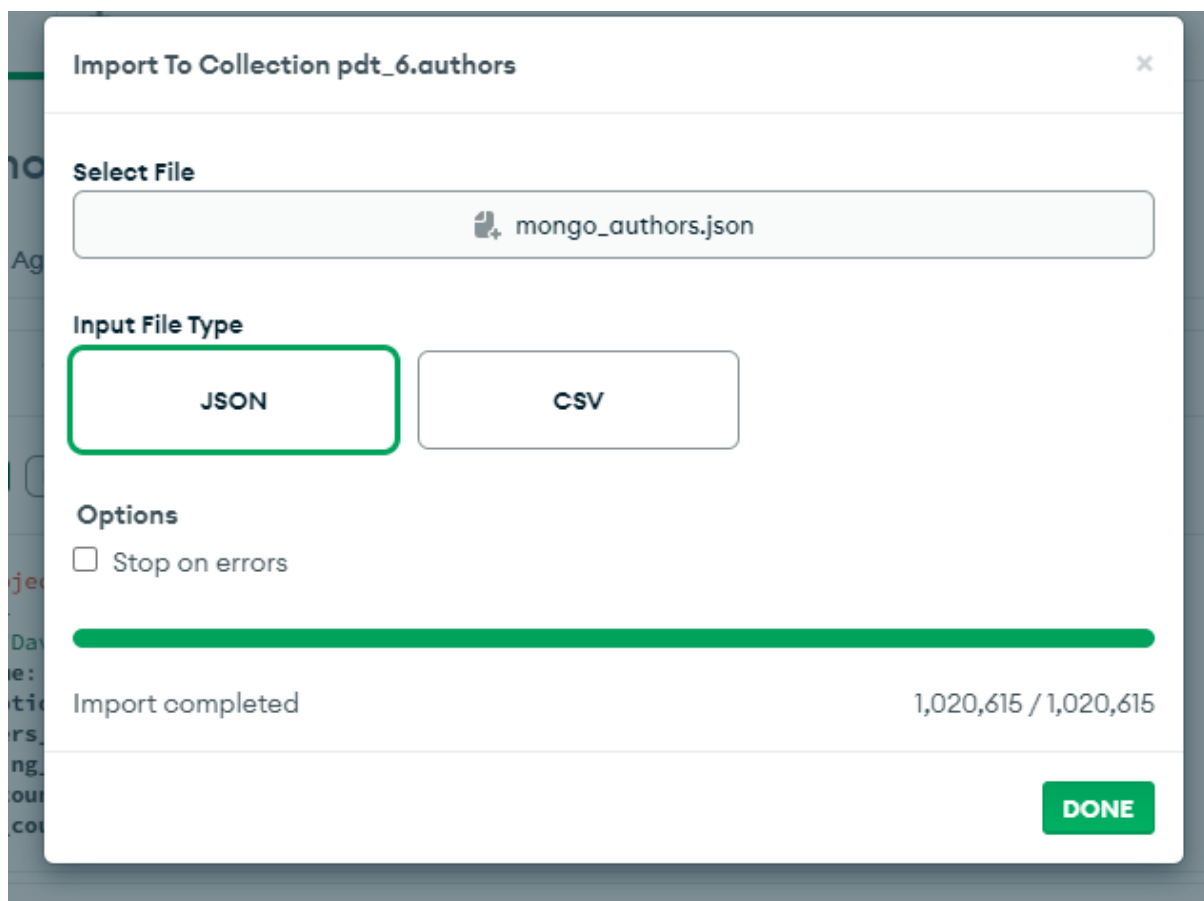 Import To Collection pdt_6.authors
×
Select File
mongo_authors.json
Input File Type
JSON
CSV
Options
Stop on errors
Import completed
1,020,615 / 1,020,615
DONE